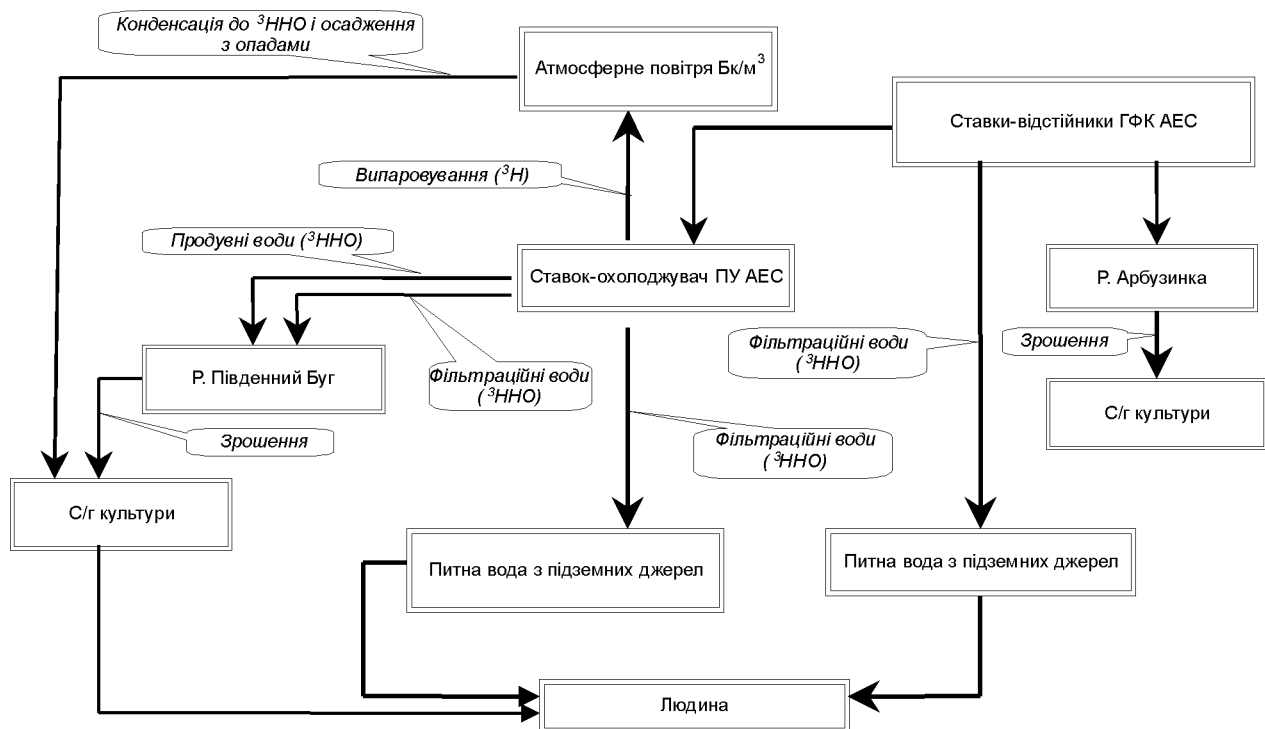 Конденсація до ³ННО і осадження
з опадами
Атмосферне повітря Бк/м³
Ставки-відстійники ГФК АЕС
Випаровування (³Н)
Продувні води (³ННО)
Ставок-охолоджувач ПУ АЕС
Р. Арбузинка
Фільтраційні води
(³ННО)
Зрошення
Р. Південний Буг
Фільтраційні води
(³ННО)
С/г культури
Зрошення
Фільтраційні води
(³ННО)
С/г культури
Питна вода з підземних джерел
Питна вода з підземних джерел
Людина